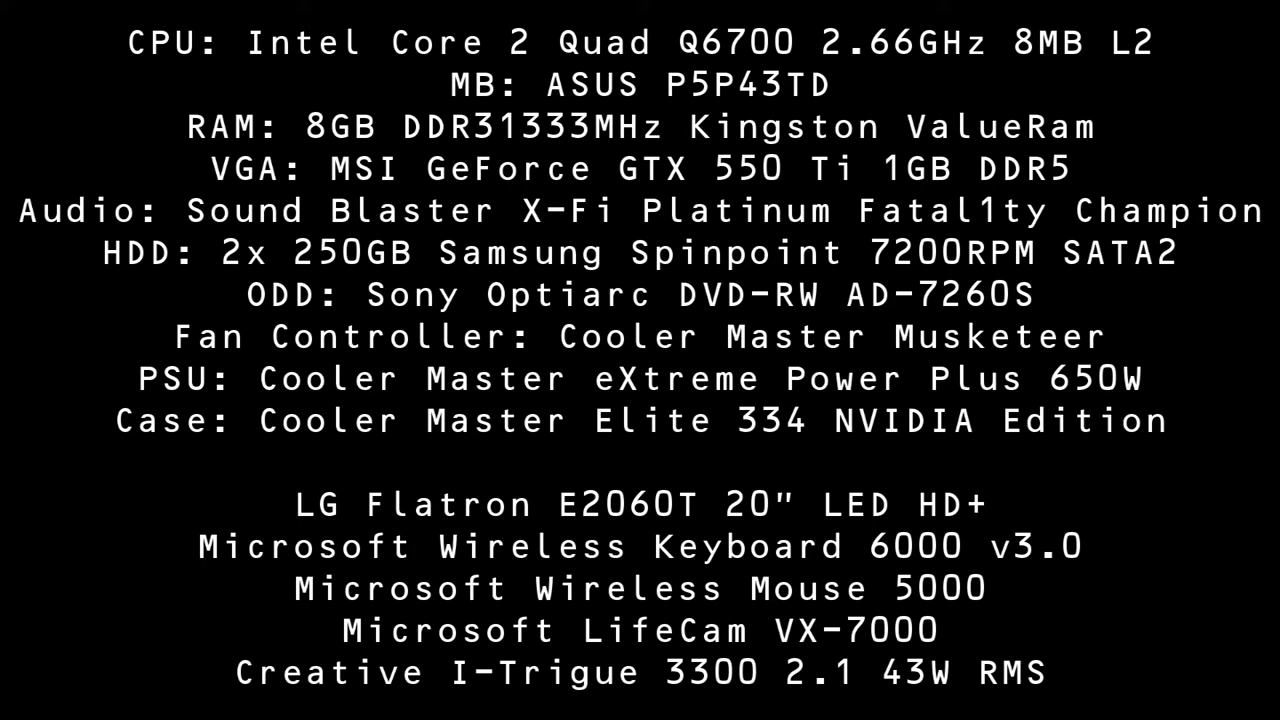 CPU: Intel Core 2 Quad Q6700 2.66GHz 8MB L2
MB: ASUS P5P43TD
RAM: 8GB DDR31333MHz Kingston ValueRam
VGA: MSI GeForce GTX 550 Ti 1GB DDR5
Audio: Sound Blaster X-Fi Platinum Fatal1ty Champion
HDD: 2x 250GB Samsung Spinpoint 7200RPM SATA2
ODD: Sony Optiarc DVD-RW AD-7260S
Fan Controller: Cooler Master Musketeer
PSU: Cooler Master eXtreme Power Plus 650W
Case: Cooler Master Elite 334 NVIDIA Edition
LG Flatron E2060T 20" LED HD+
Microsoft Wireless Keyboard 6000 v3.0
Microsoft Wireless Mouse 5000
Microsoft LifeCam VX-7000
Creative I-Trigue 3300 2.1 43W RMS